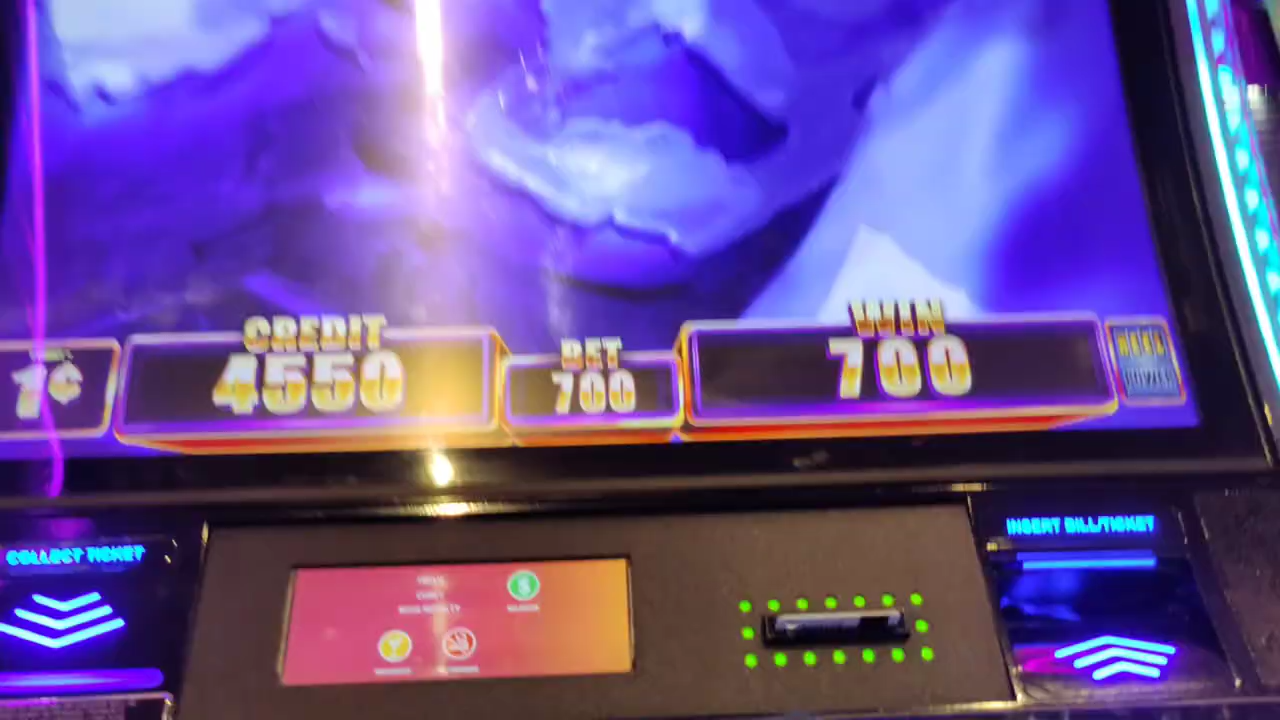 CREDIT
4550
1¢
BET
700
WIN
700
COLLECT TICKET
INSERT BILL/TICKET